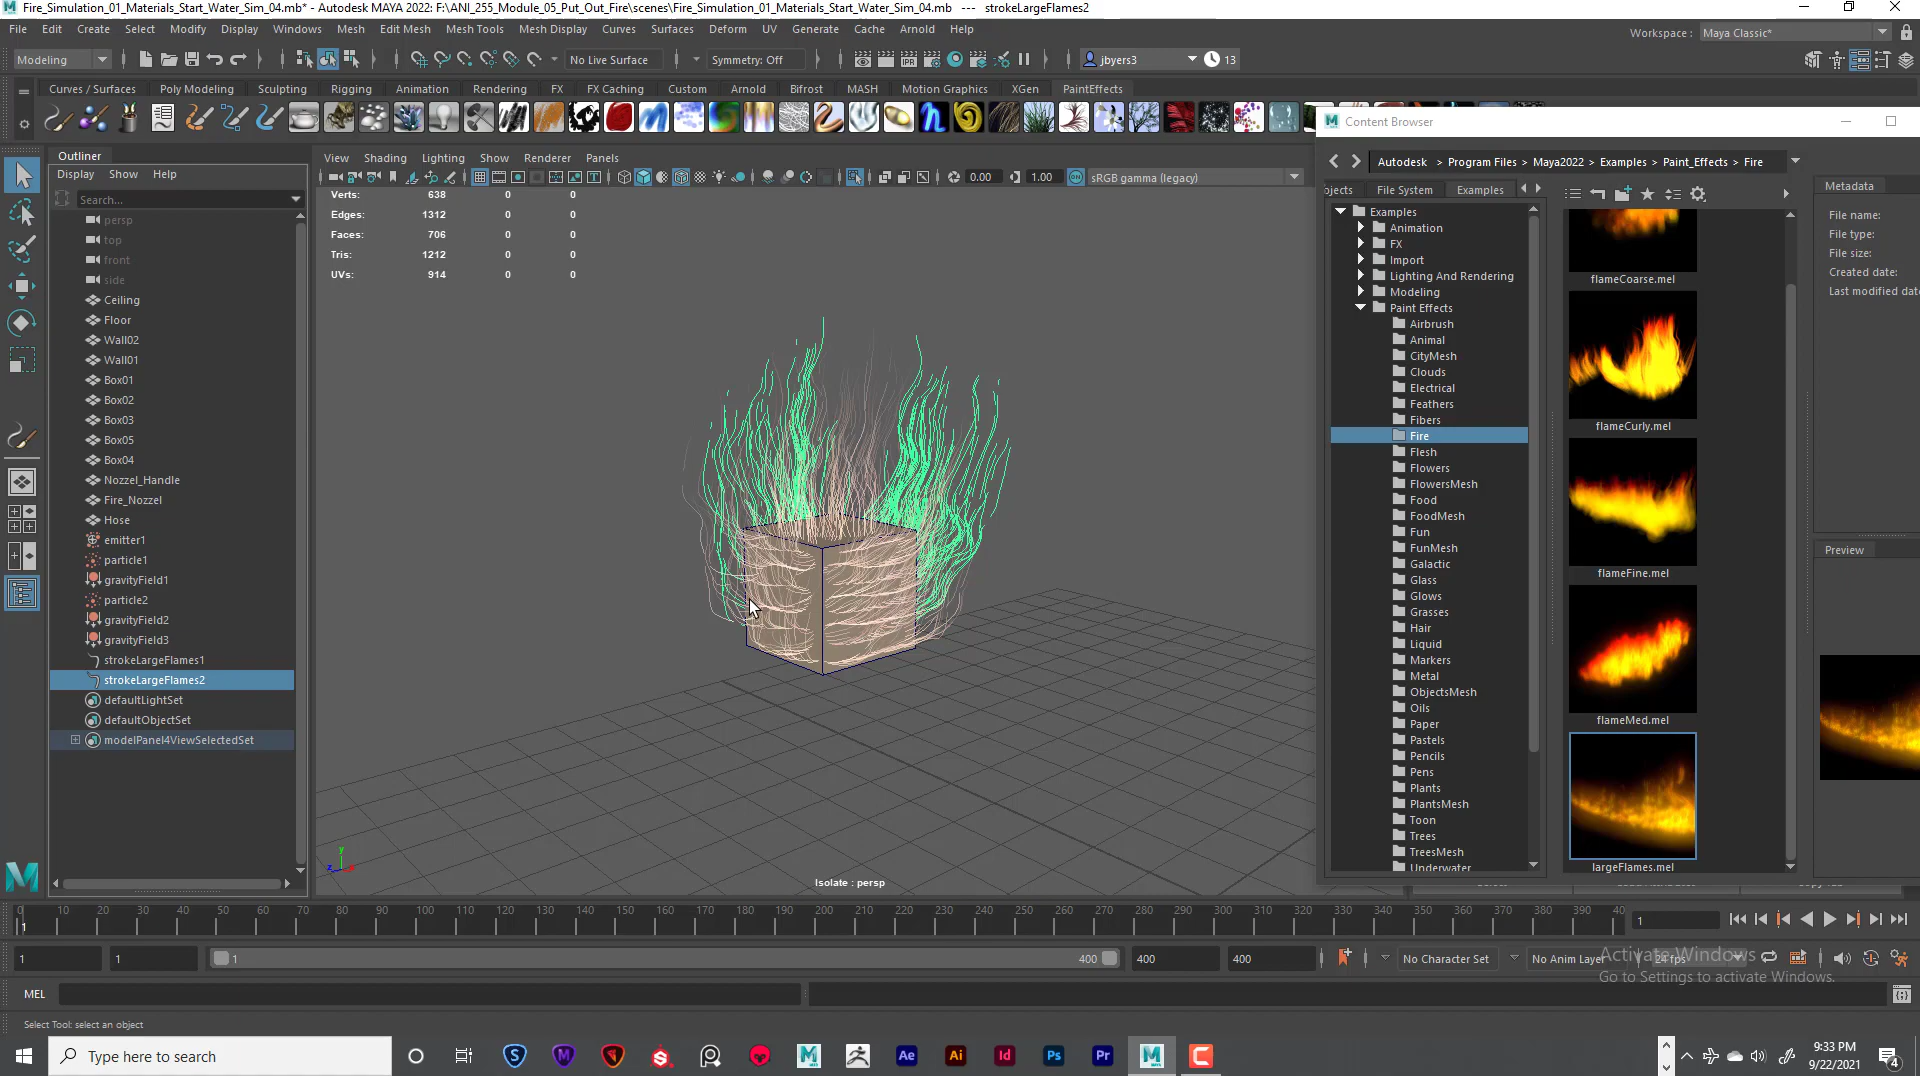 Fire_Simulation_01_Materials_Start_Water_Sim_04.mb* - Autodesk MAYA 2022: F:\ANI_255_Module_05_Put_Out_Fire\scenes\Fire_Simulation_01_Materials_Start_Water_Sim_04.mb --- strokeLargeFlames2
File Edit Create Select Modify Display Windows Mesh Edit Mesh Mesh Tools Mesh Display Curves Surfaces Deform UV Generate Cache Arnold Help
Workspace : Maya Classic*
Modeling No Live Surface Symmetry: Off jbyers3 13
Curves / Surfaces Poly Modeling Sculpting Rigging Animation Rendering FX FX Caching Custom Arnold Bifrost MASH Motion Graphics XGen PaintEffects
Content Browser
Outliner
Display Show Help
Search...
persp
top
front
side
Ceiling
Floor
Wall02
Wall01
Box01
Box02
Box03
Box05
Box04
Nozzel_Handle
Fire_Nozzel
Hose
emitter1
particle1
gravityField1
particle2
gravityField2
gravityField3
strokeLargeFlames1
strokeLargeFlames2
defaultLightSet
defaultObjectSet
modelPanel4ViewSelectedSet
View Shading Lighting Show Renderer Panels
0.00 1.00 sRGB gamma (legacy)
Verts: 638 0 0
Edges: 1312 0 0
Faces: 706 0 0
Tris: 1212 0 0
UVs: 914 0 0
y
z
Isolate : persp
Autodesk > Program Files > Maya2022 > Examples > Paint_Effects > Fire
bjects File System Examples
Examples
Animation
FX
Import
Lighting And Rendering
Modeling
Paint Effects
Airbrush
Animal
CityMesh
Clouds
Electrical
Feathers
Fibers
Fire
Flesh
Flowers
FlowersMesh
Food
FoodMesh
Fun
FunMesh
Galactic
Glass
Glows
Grasses
Hair
Liquid
Markers
Metal
ObjectsMesh
Oils
Paper
Pastels
Pencils
Pens
Plants
PlantsMesh
Toon
Trees
TreesMesh
Underwater
flameCoarse.mel
flameCurly.mel
flameFine.mel
flameMed.mel
largeFlames.mel
Metadata
File name:
File type:
File size:
Created date:
Last modified date
Preview
0 10 20 30 40 50 60 70 80 90 100 110 120 130 140 150 160 170 180 190 200 210 220 230 240 250 260 270 280 290 300 310 320 330 340 350 360 370 380 390 40
1 1
1 1 1 400 400 400 No Character Set No Anim Layer 24 fps
Activate Windows
Go to Settings to activate Windows.
MEL
Select Tool: select an object
Type here to search
Ae Ai Id Ps Pr
9:33 PM
9/22/2021
4